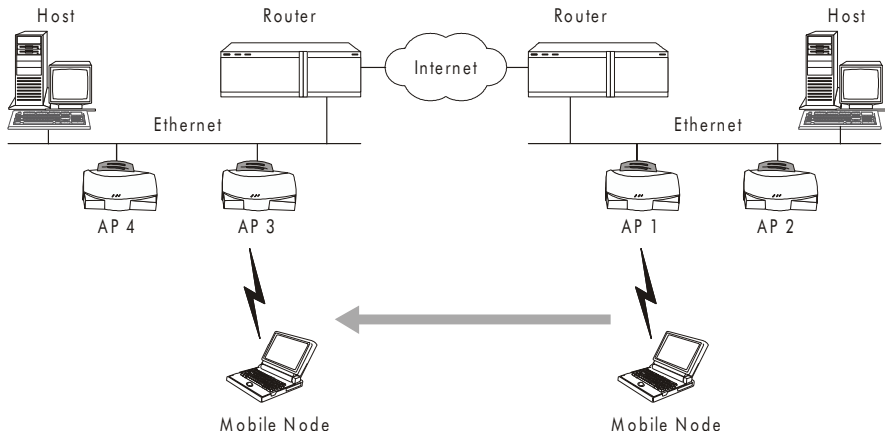 Host
Router
Router
Host
Internet
Ethernet
Ethernet
AP 4
AP 3
AP 1
AP 2
Mobile Node
Mobile Node